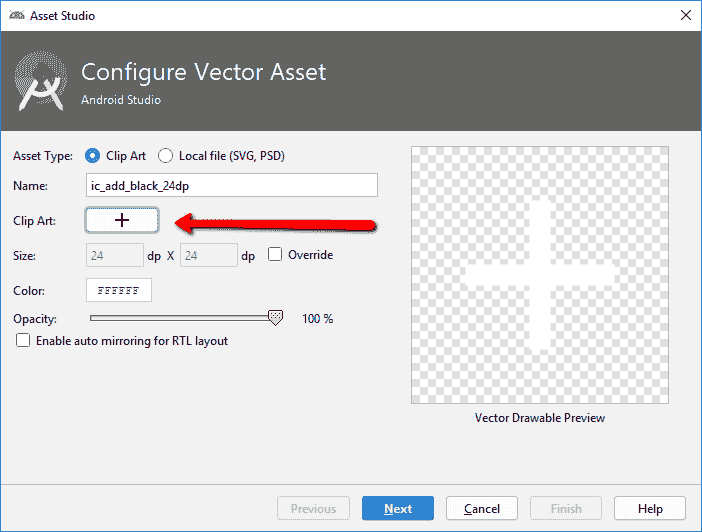 Asset Studio
Configure Vector Asset
Android Studio
Asset Type: Clip Art Local file (SVG, PSD)
Name: ic_add_black_24dp
Clip Art:
Size: 24 dp X 24 dp Override
Color: FFFFFF
Opacity: 100 %
Enable auto mirroring for RTL layout
Vector Drawable Preview
Previous Next Cancel Finish Help